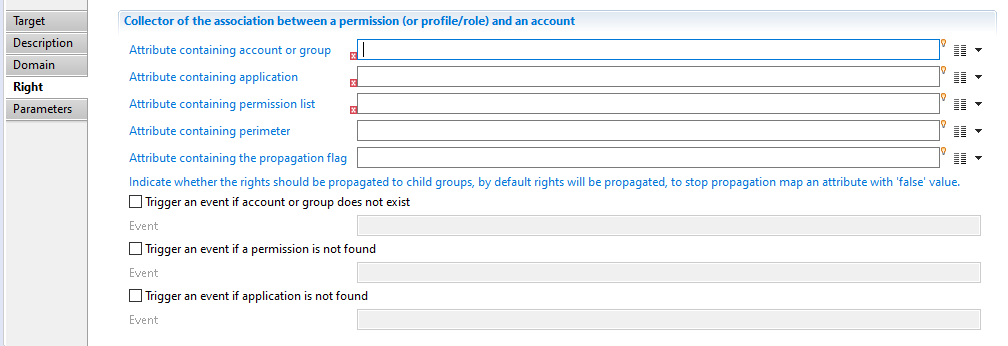 Target
Description
Domain
Right
Parameters
Collector of the association between a permission (or profile/role) and an account
Attribute containing account or group
Attribute containing application
Attribute containing permission list
Attribute containing perimeter
Attribute containing the propagation flag
Indicate whether the rights should be propagated to child groups, by default rights will be propagated, to stop propagation map an attribute with 'false' value.
Trigger an event if account or group does not exist
Event
Trigger an event if a permission is not found
Event
Trigger an event if application is not found
Event